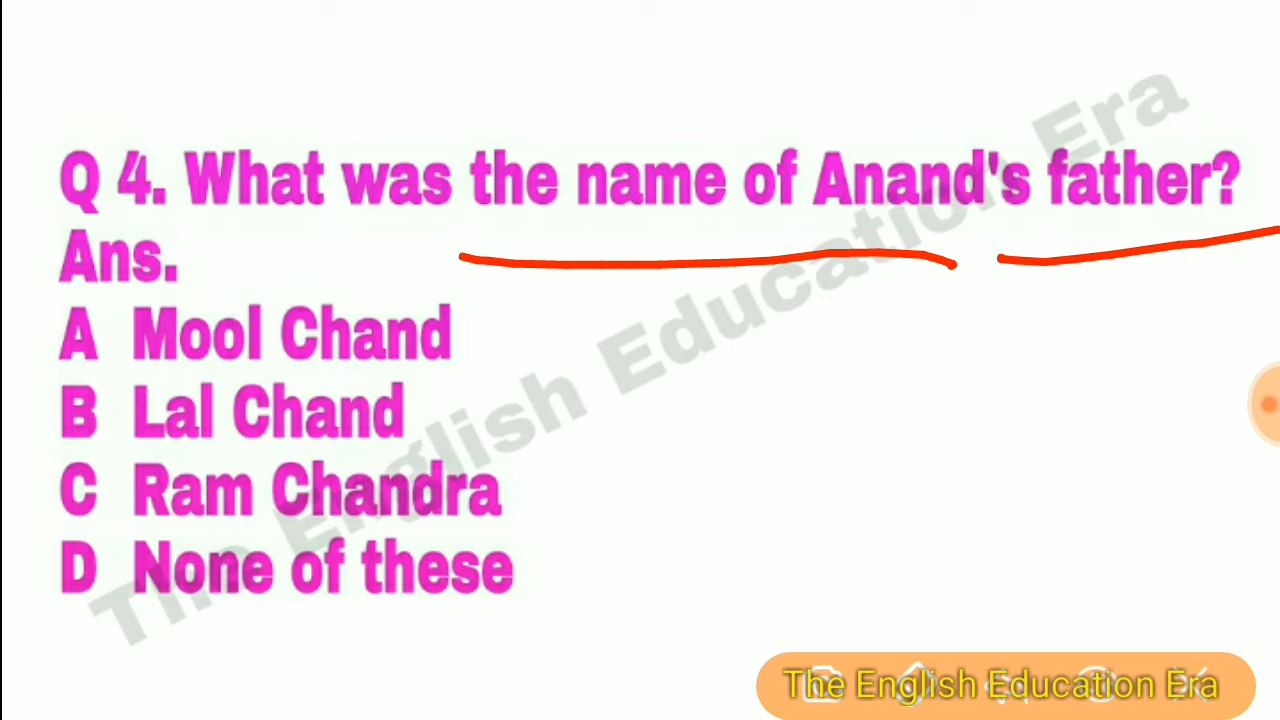 Q 4. What was the name of Anand's father?
Ans.
A Mool Chand
B Lal Chand
C Ram Chandra
D None of these
The English Education Era
The English Education Era